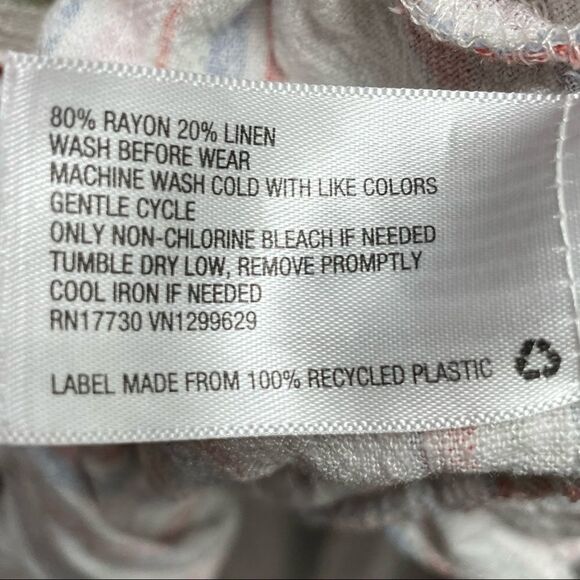 80% RAYON 20% LINEN
WASH BEFORE WEAR
MACHINE WASH COLD WITH LIKE COLORS
GENTLE CYCLE
ONLY NON-CHLORINE BLEACH IF NEEDED
TUMBLE DRY LOW, REMOVE PROMPTLY
COOL IRON IF NEEDED
RN17730 VN1299629
LABEL MADE FROM 100% RECYCLED PLASTIC